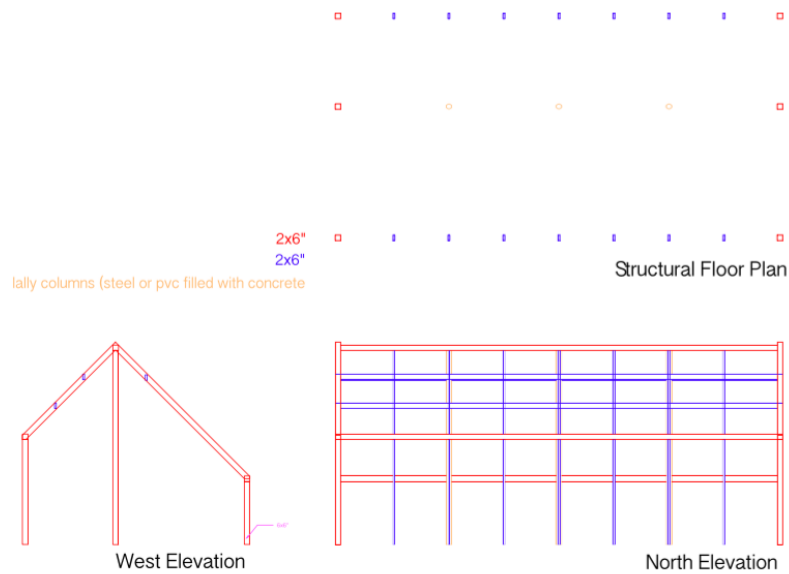 2x6"
2x6"
Structural Floor Plan
lally columns (steel or pvc filled with concrete
West Elevation
North Elevation